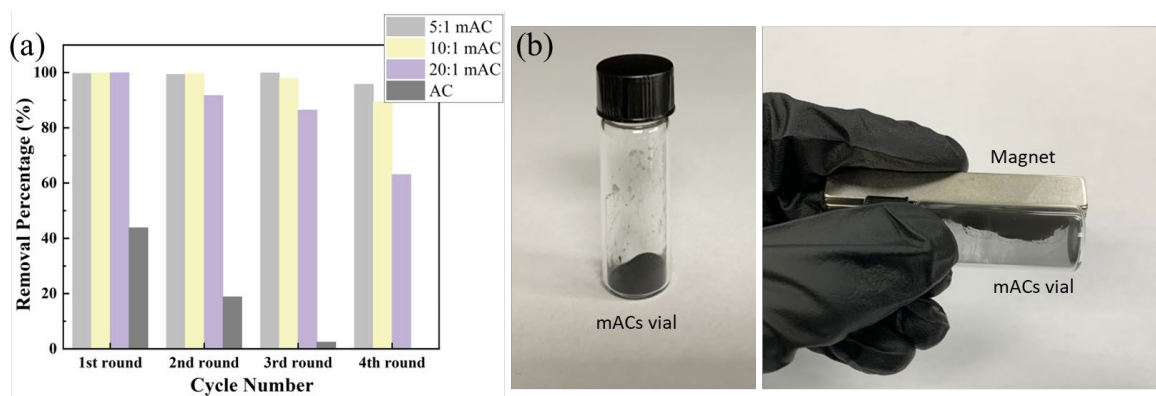 (a)
5:1 mAC
10:1 mAC
20:1 mAC
AC
Removal Percentage (%)
100
80
60
40
20
0
1st round 2nd round 3rd round 4th round
Cycle Number
(b)
mACs vial
Magnet
mACs vial